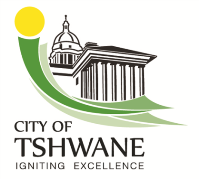 CITY OF
TSHWANE
IGNITING EXCELLENCE